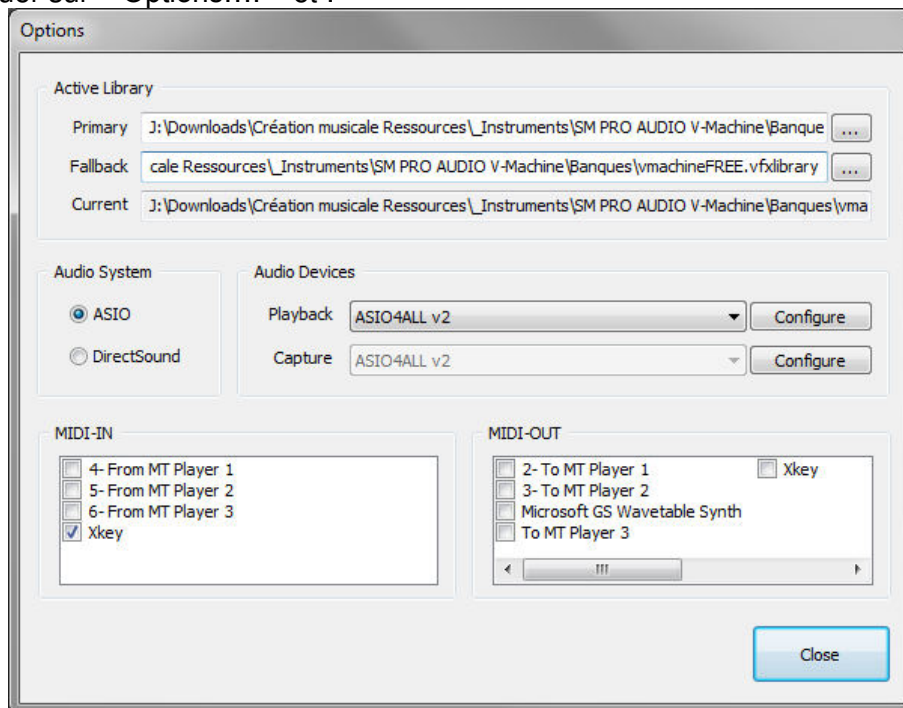 sur « Options... » et :
Options
Active Library
Primary J:\Downloads\Création musicale Ressources\_Instruments\SM PRO AUDIO V-Machine\Banque ...
Fallback cale Ressources\_Instruments\SM PRO AUDIO V-Machine\Banques\vmachineFREE.vfxlibrary ...
Current J:\Downloads\Création musicale Ressources\_Instruments\SM PRO AUDIO V-Machine\Banques\vma
Audio System Audio Devices
ASIO Playback ASIO4ALL v2 Configure
DirectSound Capture ASIO4ALL v2 Configure
MIDI-IN MIDI-OUT
4- From MT Player 1 2- To MT Player 1 Xkey
5- From MT Player 2 3- To MT Player 2
6- From MT Player 3 Microsoft GS Wavetable Synth
Xkey To MT Player 3
Close